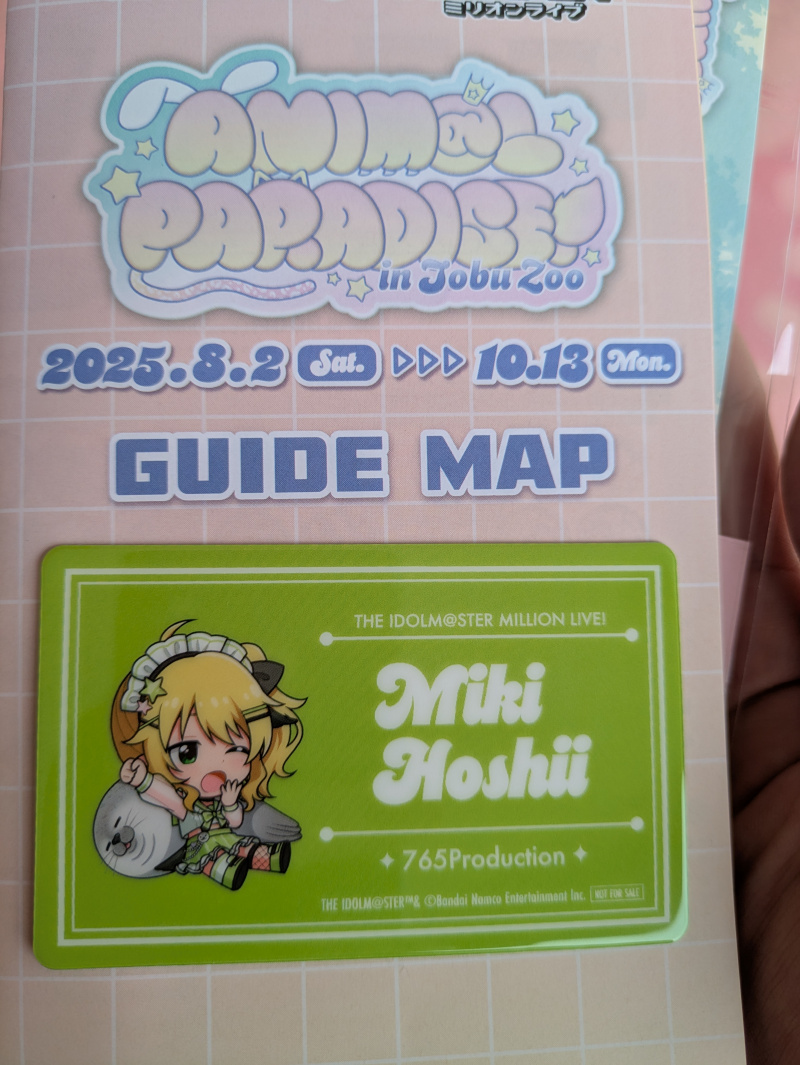 ミリオンライブ
ANIM@L
PARADISE!
in Tobu Zoo
2025.8.2 Sat. ▷▷▷ 10.13 Mon.
GUIDE MAP
THE IDOLM@STER MILLION LIVE!
Miki
Hoshii
✦ 765Production ✦
THE IDOLM@STER™& ©Bandai Namco Entertainment Inc. NOT FOR SALE